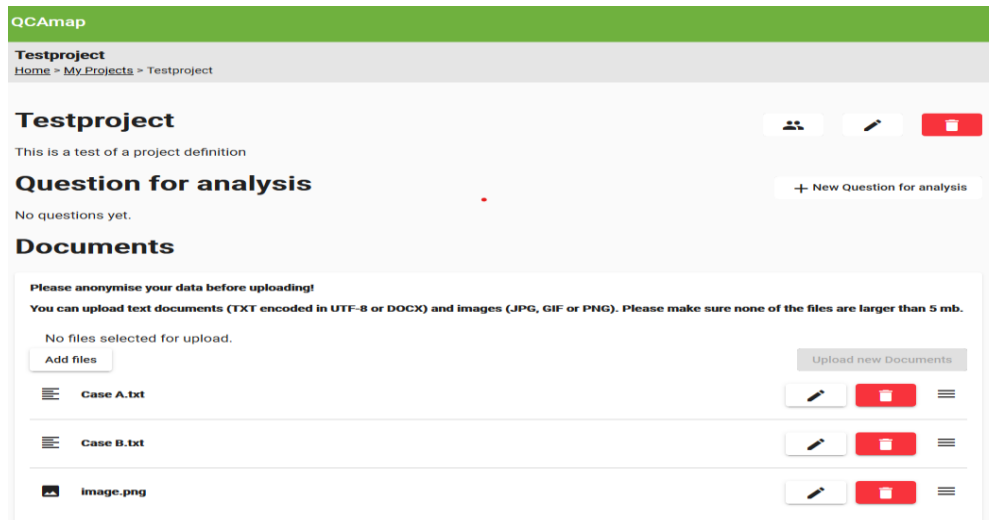 QCAmap
Testproject
Home > My Projects > Testproject
Testproject
This is a test of a project definition
Question for analysis
+ New Question for analysis
No questions yet.
Documents
Please anonymise your data before uploading!
You can upload text documents (TXT encoded in UTF-8 or DOCX) and images (JPG, GIF or PNG). Please make sure none of the files are larger than 5 mb.
No files selected for upload.
Add files
Upload new Documents
Case A.txt
Case B.txt
image.png